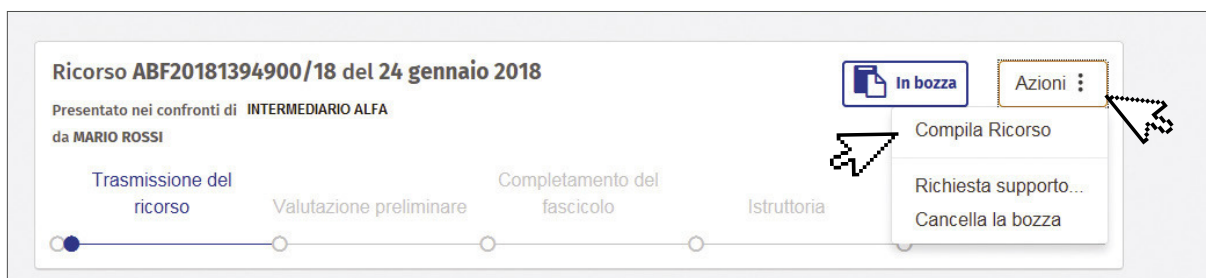 Ricorso ABF20181394900/18 del 24 gennaio 2018
In bozza
Azioni
Presentato nei confronti di INTERMEDIARIO ALFA
da MARIO ROSSI
Compila Ricorso
Richiesta supporto...
Cancella la bozza
Trasmissione del
ricorso
Valutazione preliminare
Completamento del
fascicolo
Istruttoria